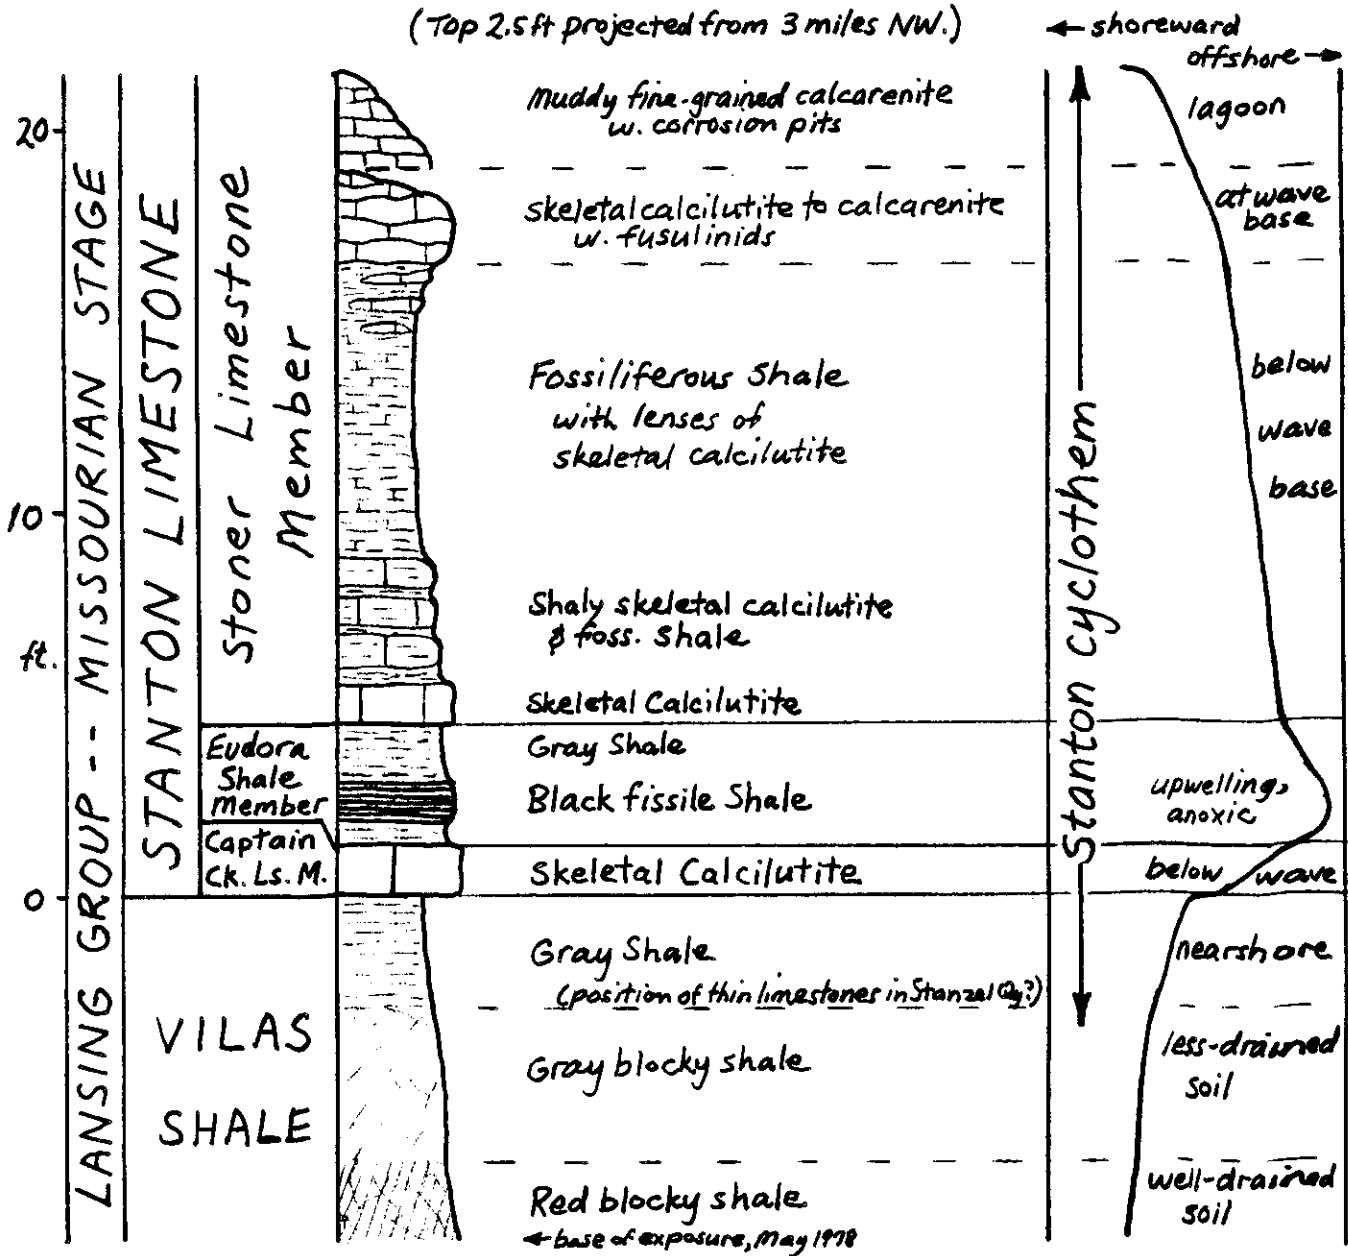 (Top 2.5ft projected from 3 miles NW.)
← shoreward
offshore →
20
10
ft.
0
LANSING GROUP -- MISSOURIAN STAGE
STANTON LIMESTONE
Stoner Limestone
Member
Eudora
Shale
Member
Captain
Ck. Ls. M.
VILAS
SHALE
Muddy fine-grained calcarenite
w. corrosion pits
Skeletal calcilutite to calcarenite
w. fusulinids
Fossiliferous Shale
with lenses of
skeletal calcilutite
Shaly skeletal calcilutite
& foss. shale
Skeletal Calcilutite
Gray Shale
Black fissile Shale
Skeletal Calcilutite
Gray Shale
(position of thin limestones in Stanzel Qy?)
Gray blocky shale
Red blocky shale
← base of exposure, May 1978
Stanton cyclothem
lagoon
at wave
base
below
wave
base
upwelling,
anoxic
below wave
nearshore
less-drained
soil
well-drained
soil